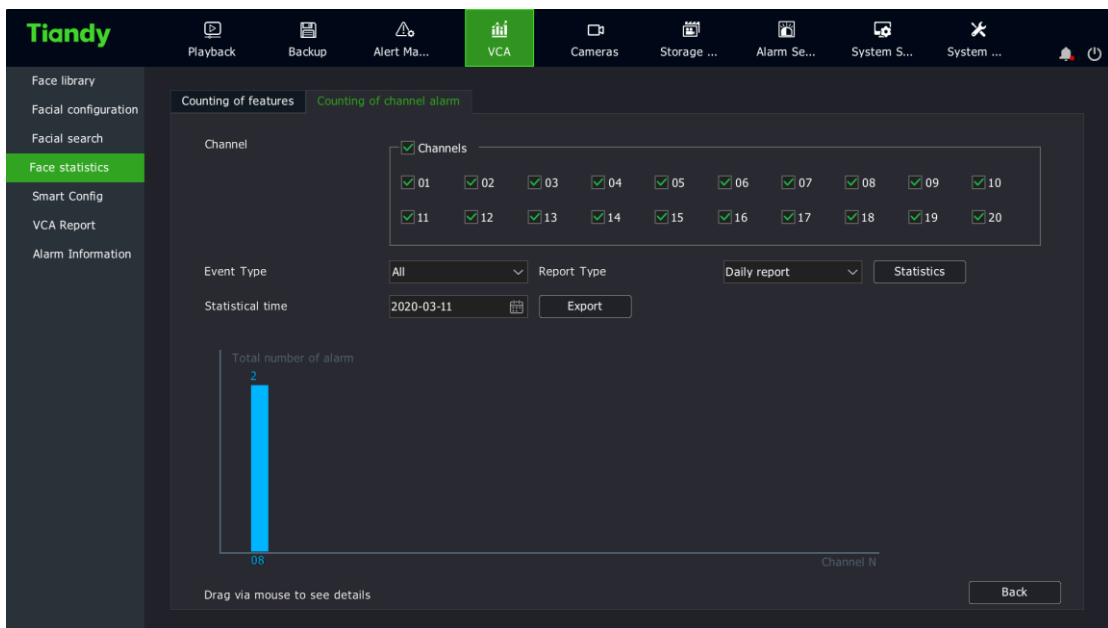 Tiandy
Playback Backup Alert Ma... VCA Cameras Storage ... Alarm Se... System S... System ...
Face library
Facial configuration
Facial search
Face statistics
Smart Config
VCA Report
Alarm Information
Counting of features Counting of channel alarm
Channel
Channels
01 02 03 04 05 06 07 08 09 10
11 12 13 14 15 16 17 18 19 20
Event Type All Report Type Daily report Statistics
Statistical time 2020-03-11 Export
Total number of alarm
2
08
Channel N
Drag via mouse to see details
Back